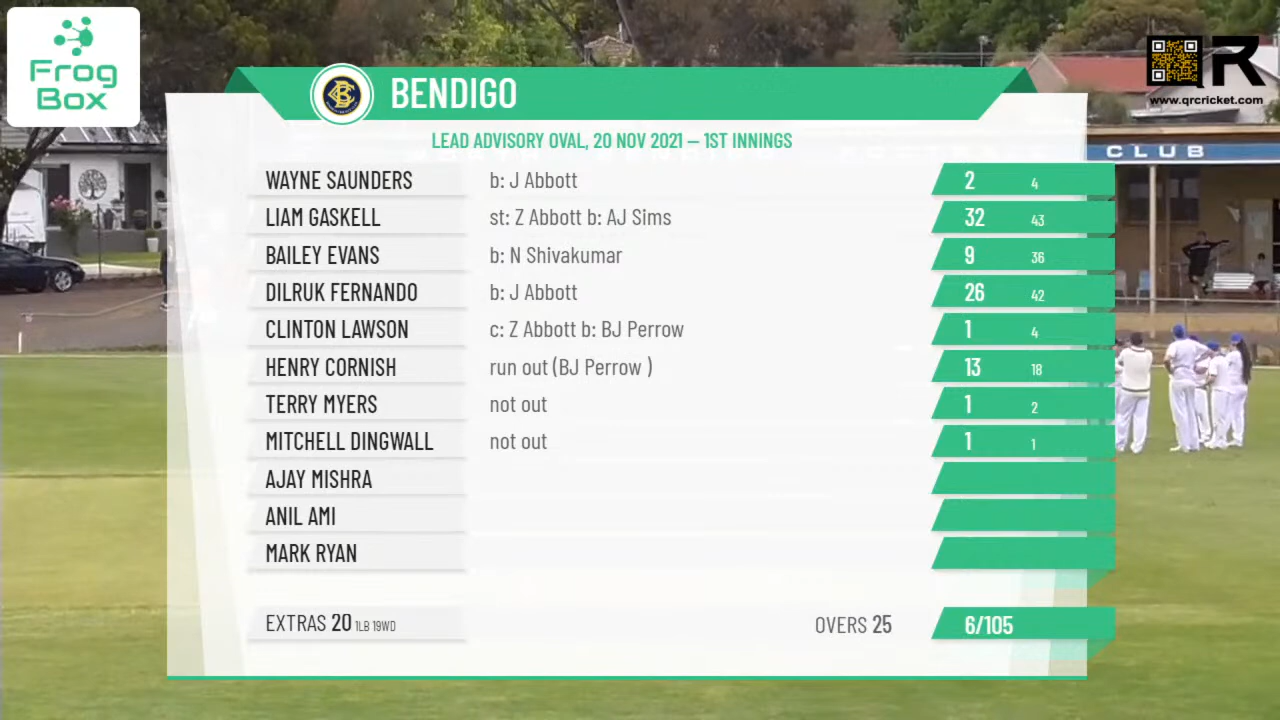 Frog
Box
BENDIGO
R
www.qrcricket.com
LEAD ADVISORY OVAL, 20 NOV 2021 – 1ST INNINGS
CLUB
WAYNE SAUNDERS b: J Abbott 2 4
LIAM GASKELL st: Z Abbott b: AJ Sims 32 43
BAILEY EVANS b: N Shivakumar 9 36
DILRUK FERNANDO b: J Abbott 26 42
CLINTON LAWSON c: Z Abbott b: BJ Perrow 1 4
HENRY CORNISH run out (BJ Perrow ) 13 18
TERRY MYERS not out 1 2
MITCHELL DINGWALL not out 1 1
AJAY MISHRA
ANIL AMI
MARK RYAN
EXTRAS 20 1LB 19WD OVERS 25 6/105